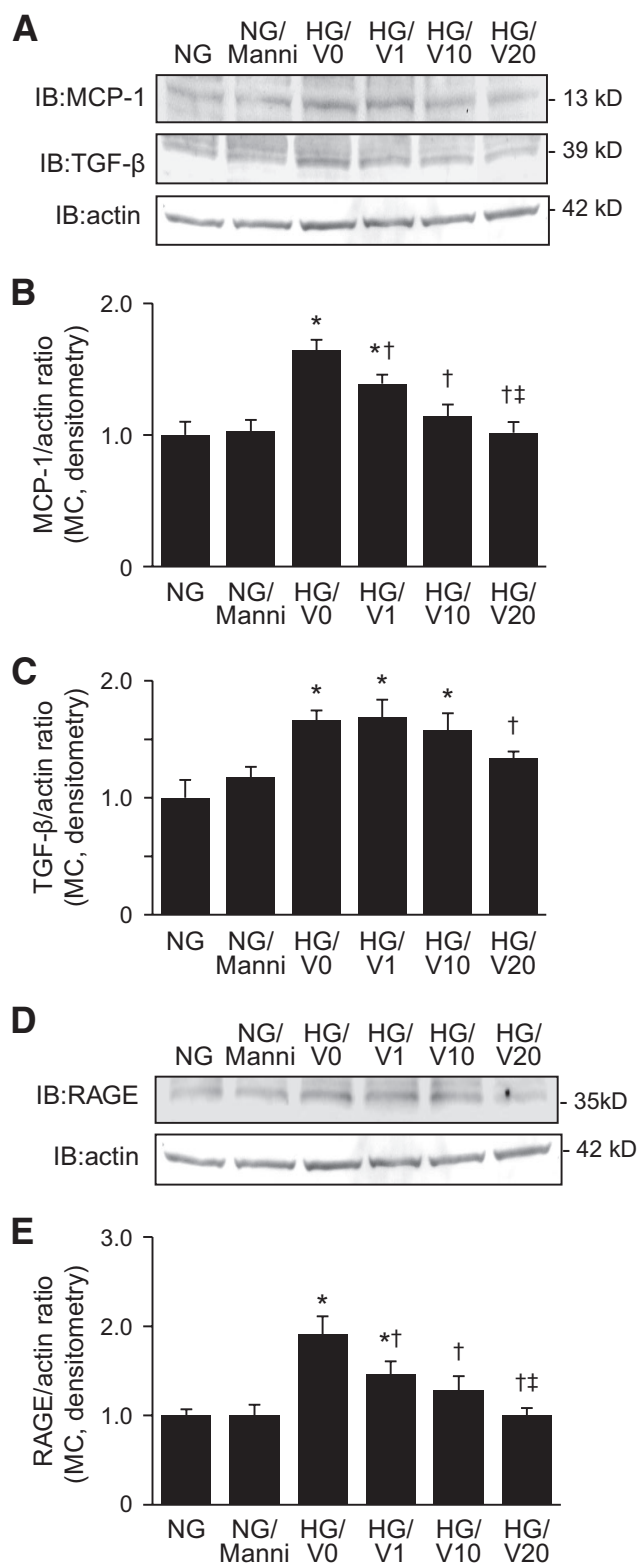 A
NG NG/ HG/ HG/ HG/ HG/
Manni V0 V1 V10 V20
IB:MCP-1 - 13 kD
IB:TGF-β - 39 kD
IB:actin - 42 kD
B
MCP-1/actin ratio
(MC, densitometry)
2.0
1.0
0
* *† † †‡
NG NG/ HG/ HG/ HG/ HG/
Manni V0 V1 V10 V20
C
TGF-β/actin ratio
(MC, densitometry)
2.0
1.0
0
* * * †
NG NG/ HG/ HG/ HG/ HG/
Manni V0 V1 V10 V20
D
NG NG/ HG/ HG/ HG/ HG/
Manni V0 V1 V10 V20
IB:RAGE - 35kD
IB:actin - 42 kD
E
RAGE/actin ratio
(MC, densitometry)
3.0
2.0
1.0
0
* *† † †‡
NG NG/ HG/ HG/ HG/ HG/
Manni V0 V1 V10 V20